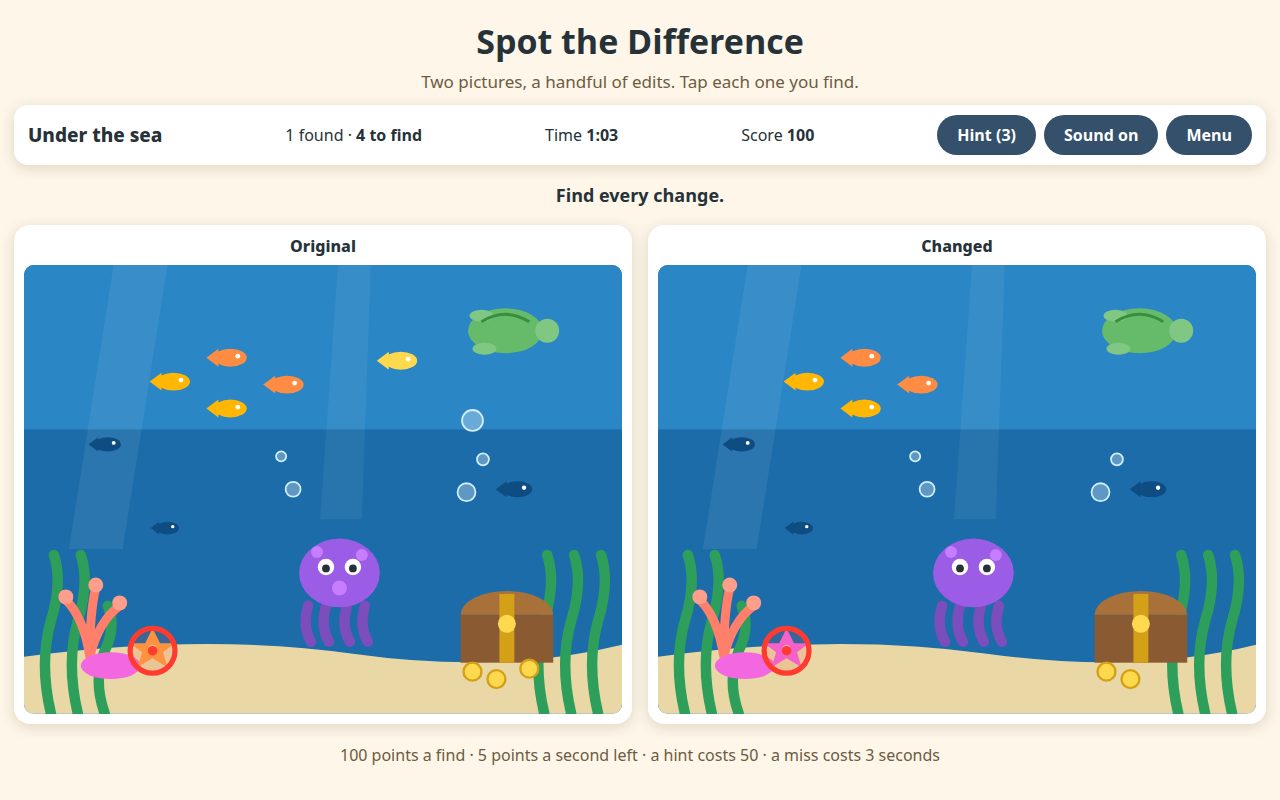 Spot the Difference
Two pictures, a handful of edits. Tap each one you find.
Under the sea
1 found · 4 to find
Time 1:03
Score 100
Hint (3)
Sound on
Menu
Find every change.
Original
Changed
100 points a find · 5 points a second left · a hint costs 50 · a miss costs 3 seconds